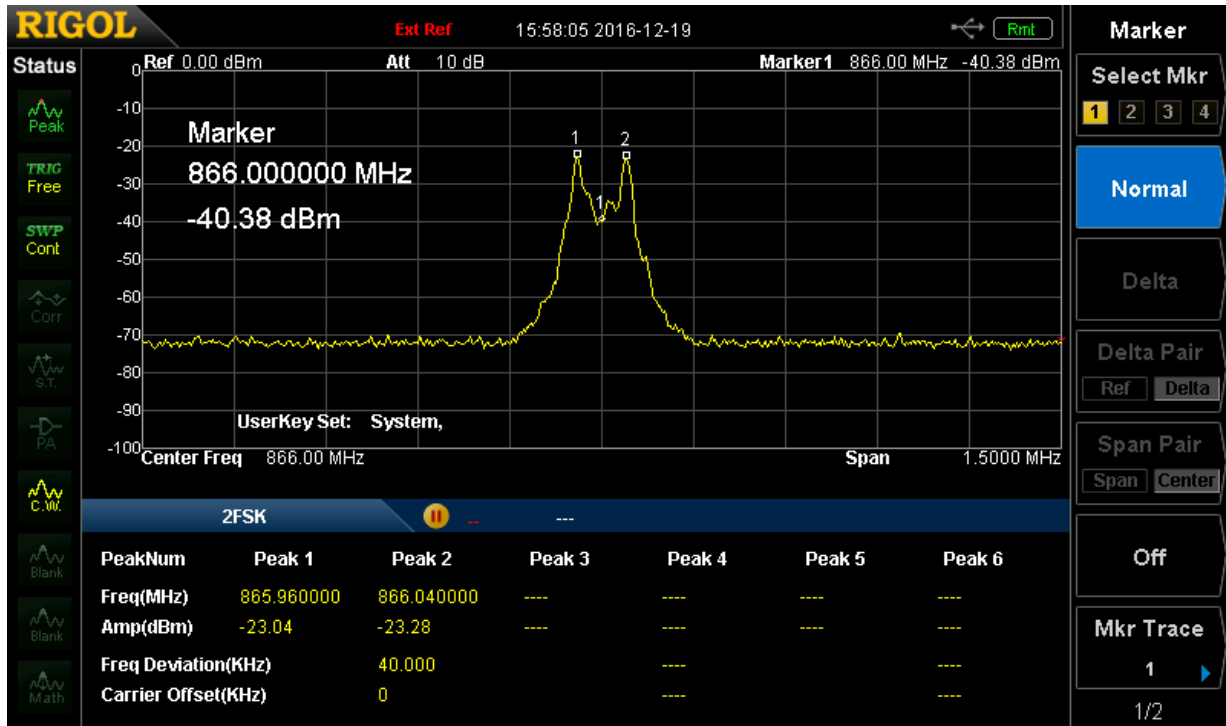 RIGOL Ext Ref 15:58:05 2016-12-19 Rmt Marker
Status
Ref 0.00 dBm Att 10 dB Marker1 866.00 MHz -40.38 dBm
Select Mkr
1 2 3 4
Peak
TRIG
Free
SWP
Cont
Corr
S.T.
PA
C.W.
Blank
Blank
Math
0
-10
-20
-30
-40
-50
-60
-70
-80
-90
-100
Marker
866.000000 MHz
-40.38 dBm
1 2
1
UserKey Set: System,
Center Freq 866.00 MHz Span 1.5000 MHz
Normal
Delta
Delta Pair
Ref Delta
Span Pair
Span Center
Off
Mkr Trace
1
1/2
2FSK -- ---
PeakNum Peak 1 Peak 2 Peak 3 Peak 4 Peak 5 Peak 6
Freq(MHz) 865.960000 866.040000 ---- ---- ---- ----
Amp(dBm) -23.04 -23.28 ---- ---- ---- ----
Freq Deviation(KHz) 40.000 ---- ----
Carrier Offset(KHz) 0 ---- ----